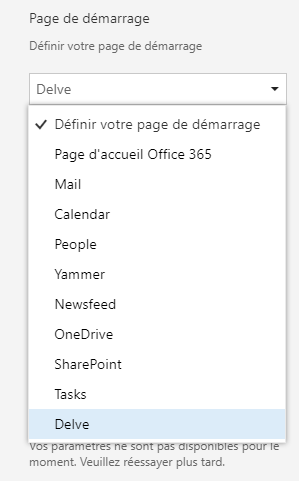 Page de démarrage
Définir votre page de démarrage
Delve
Définir votre page de démarrage
Page d'accueil Office 365
Mail
Calendar
People
Yammer
Newsfeed
OneDrive
SharePoint
Tasks
Delve
Vos paramètres ne sont pas disponibles pour le
moment. Veuillez réessayer plus tard.